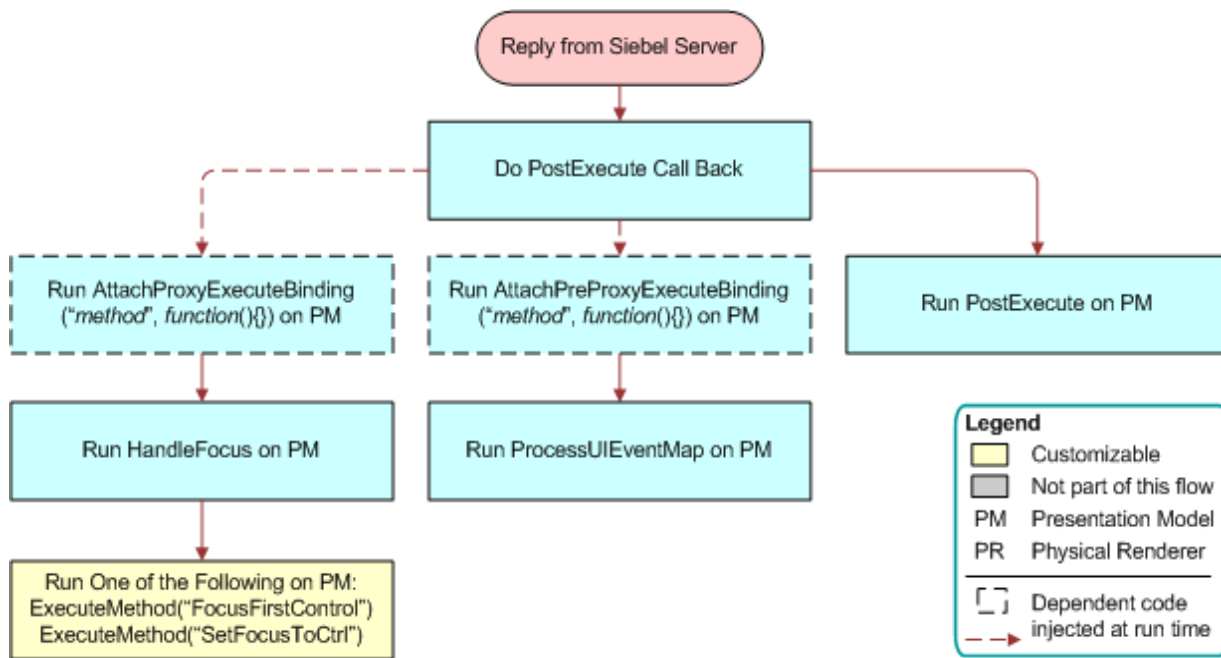 Reply from Siebel Server
Do PostExecute Call Back
Run AttachProxyExecuteBinding
(“method”, function(){}) on PM
Run AttachPreProxyExecuteBinding
(“method”, function(){}) on PM
Run PostExecute on PM
Run HandleFocus on PM
Run ProcessUIEventMap on PM
Run One of the Following on PM:
ExecuteMethod(“FocusFirstControl”)
ExecuteMethod(“SetFocusToCtrl”)
Legend
Customizable
Not part of this flow
PM Presentation Model
PR Physical Renderer
Dependent code
injected at run time